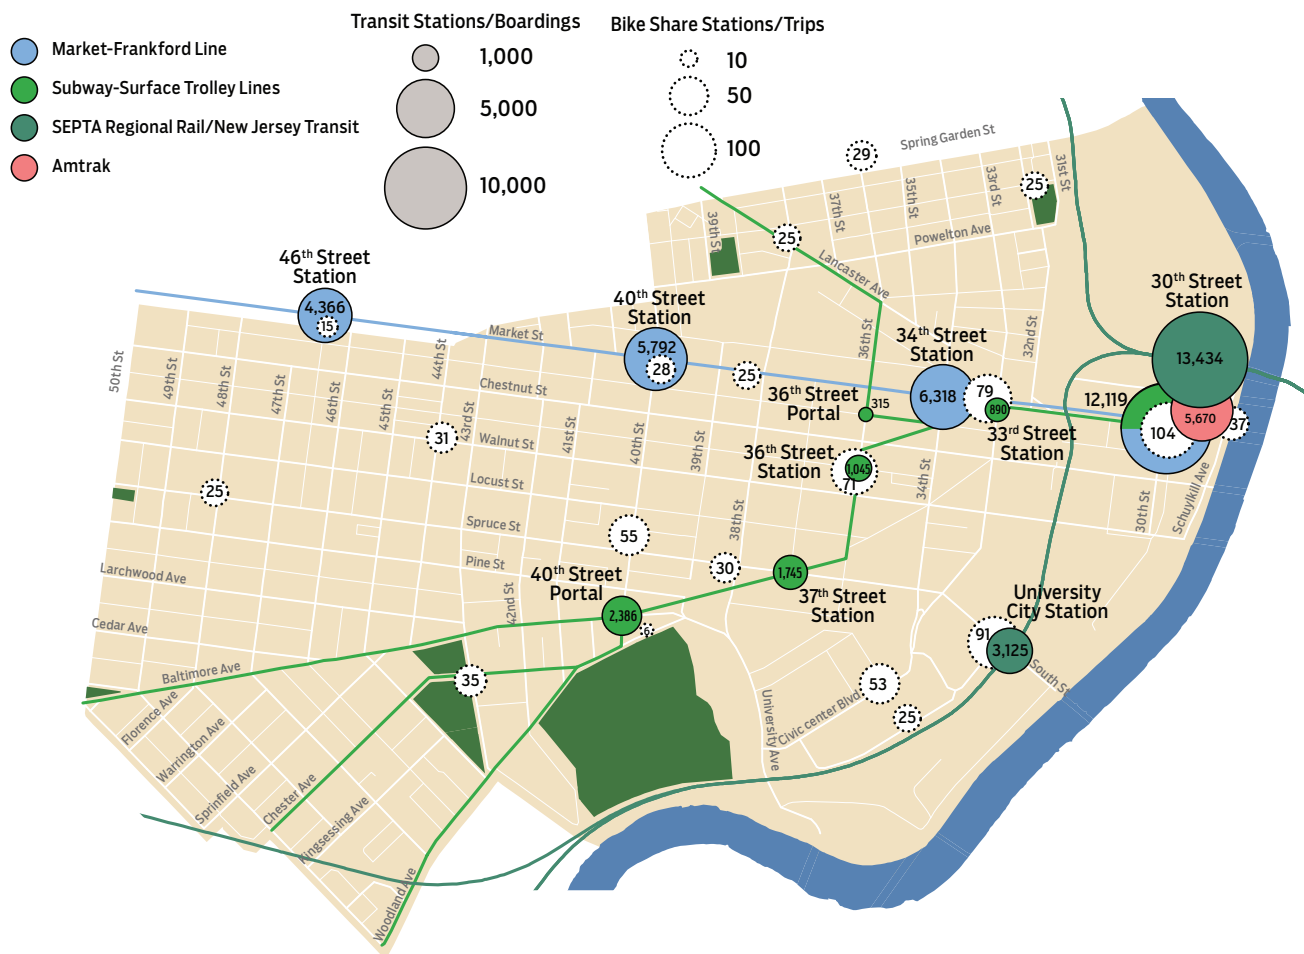 Transit Stations/Boardings
Bike Share Stations/Trips
Market-Frankford Line
Subway-Surface Trolley Lines
SEPTA Regional Rail/New Jersey Transit
Amtrak
1,000
5,000
10,000
10
50
100
29
Spring Garden St
31st St
33rd St
35th St
37th St
39th St
25
25
Powelton Ave
Lancaster Ave
46th Street
Station
4,366
15
40th Street
Station
5,792
28
30th Street
Station
13,434
34th Street
Station
6,318
79
890
33rd Street
Station
36th St
32nd St
Market St
25
36th Street
Portal
315
12,119
5,670
104
37
50th St
49th St
48th St
47th St
46th St
45th St
44th St
43rd St
Chestnut St
Walnut St
41st St
40th St
39th St
31
36th Street
Station
1,045
71
34th St
30th St
Schuylkill Ave
25
Locust St
Spruce St
38th St
55
30
Pine St
Larchwood Ave
40th Street
Portal
2,386
6
1,745
37th Street
Station
42nd St
University
City Station
91
3,125
South St
Cedar Ave
Baltimore Ave
35
53
25
Civic center Blvd
University Ave
Florence Ave
Warrington Ave
Sprinfield Ave
Chester Ave
Kingsessing Ave
Woodland Ave